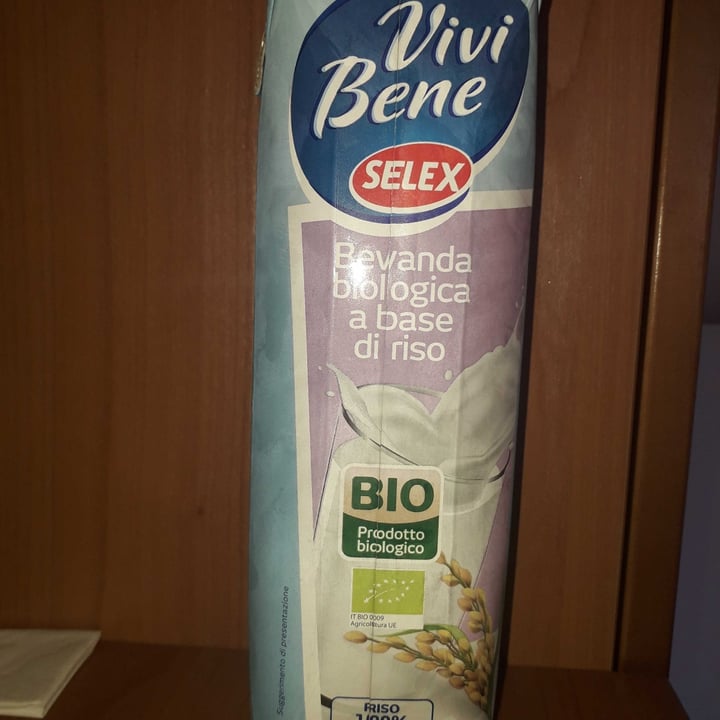 Vivi
Bene
SELEX
Bevanda
biologica
a base
di riso
BIO
Prodotto
biologico
IT BIO 0009
Agricoltura UE
Suggerimento di presentazione
RISO
100%